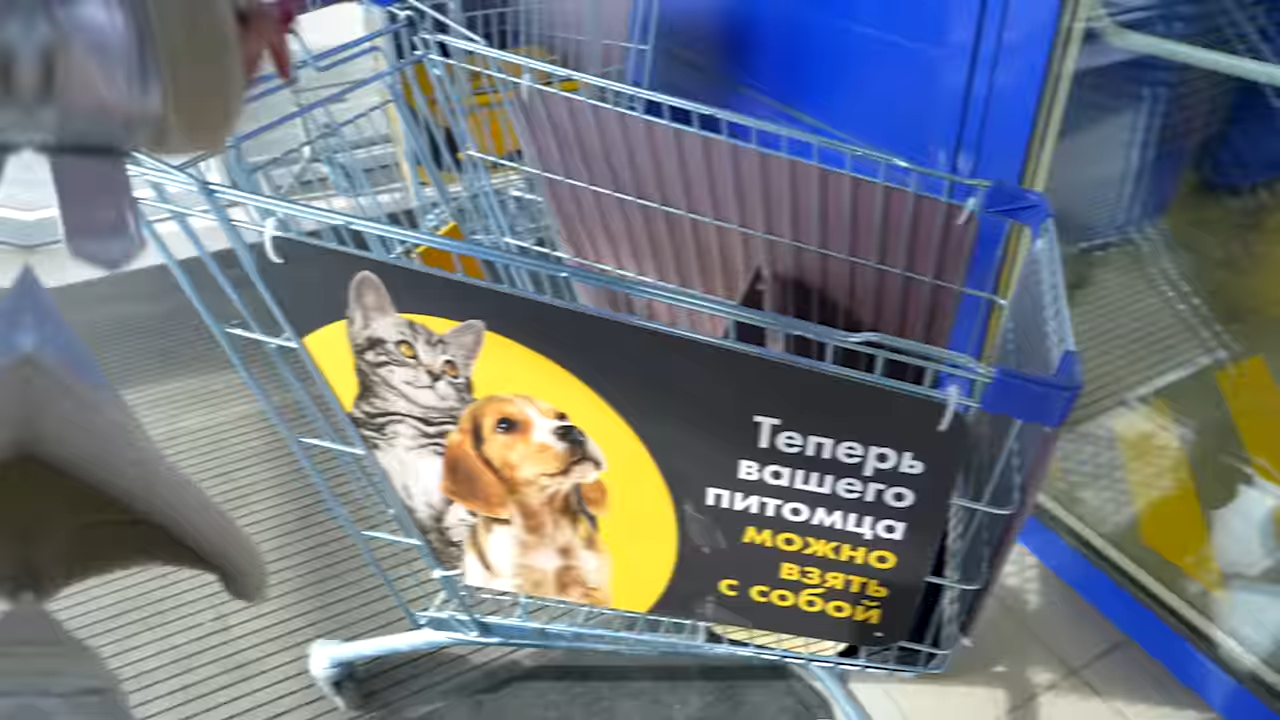 Теперь
вашего
питомца
можно
взять
с собой